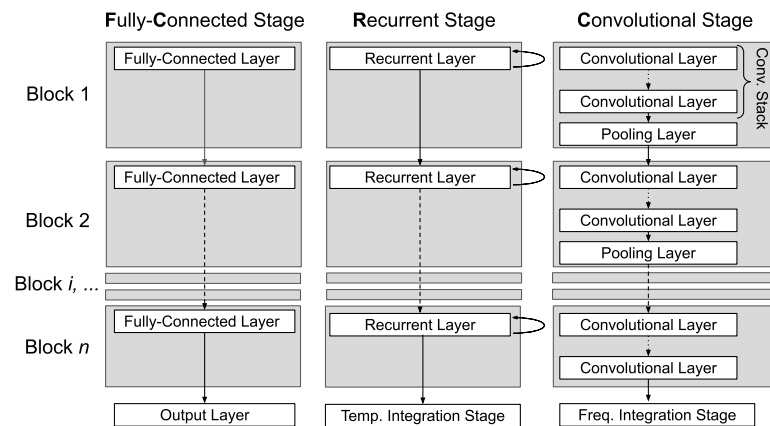 Fully-Connected Stage
Recurrent Stage
Convolutional Stage
Block 1
Fully-Connected Layer
Recurrent Layer
Convolutional Layer
Convolutional Layer
Pooling Layer
Conv. Stack
Block 2
Fully-Connected Layer
Recurrent Layer
Convolutional Layer
Convolutional Layer
Pooling Layer
Block i, ...
Block n
Fully-Connected Layer
Recurrent Layer
Convolutional Layer
Convolutional Layer
Output Layer
Temp. Integration Stage
Freq. Integration Stage